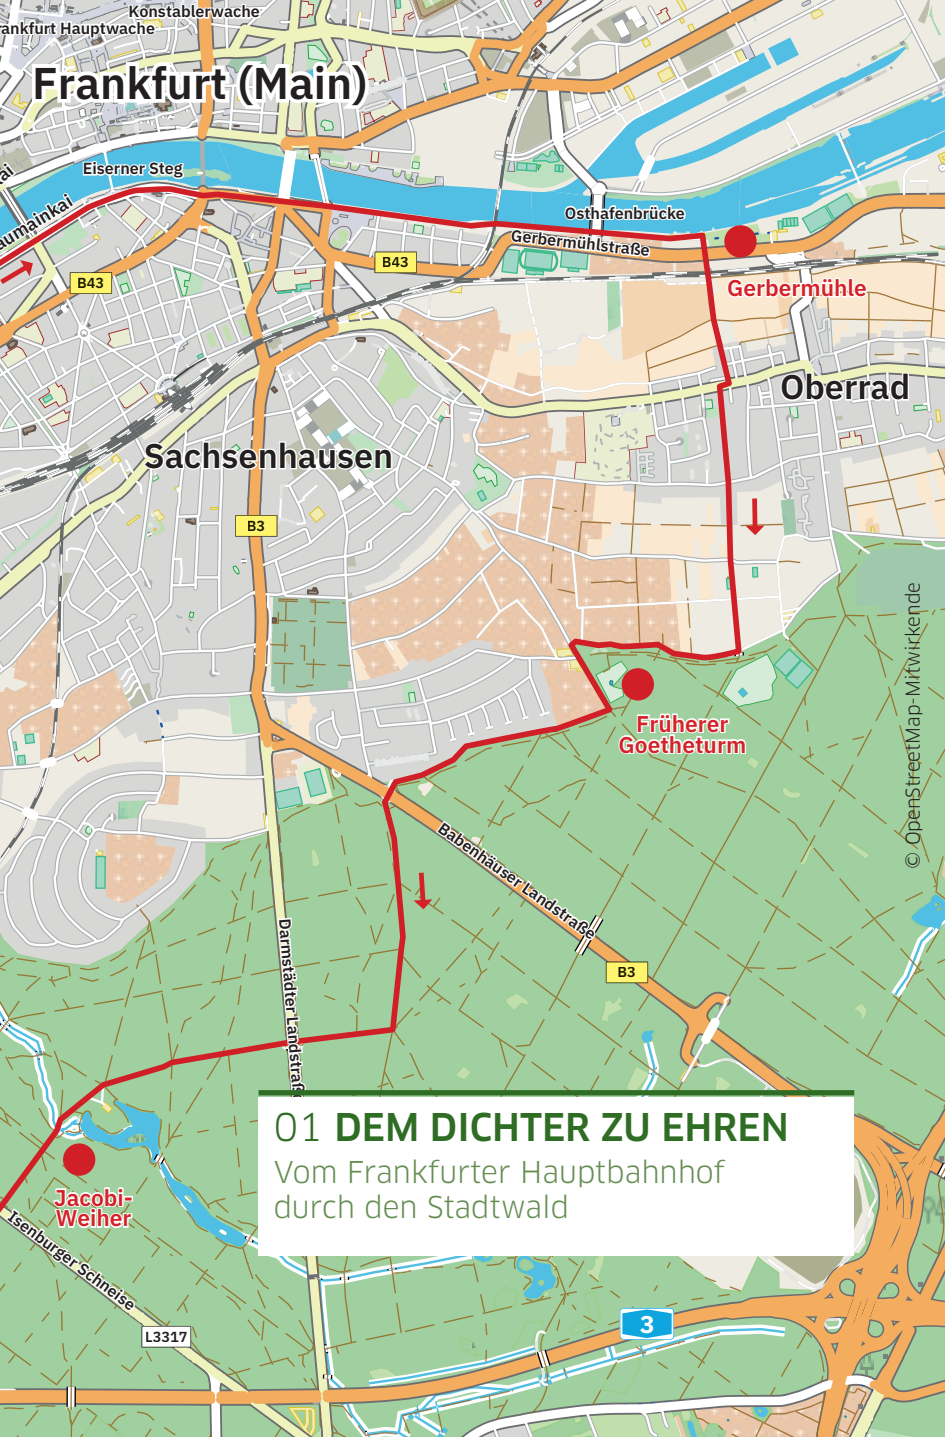 Konstablerwache
ankfurt Hauptwache
Frankfurt (Main)
Eiserner Steg
aumainkai
ai
Osthafenbrücke
Gerbermühlstraße
B43
B43
Gerbermühle
Oberrad
Sachsenhausen
B3
Früherer
Goetheturm
© OpenStreetMap-Mitwirkende
Babenhäuser Landstraße
B3
Darmstädter Landstraß
01 DEM DICHTER ZU EHREN
Vom Frankfurter Hauptbahnhof
durch den Stadtwald
Jacobi-
Weiher
Isenburger Schneise
L3317
3